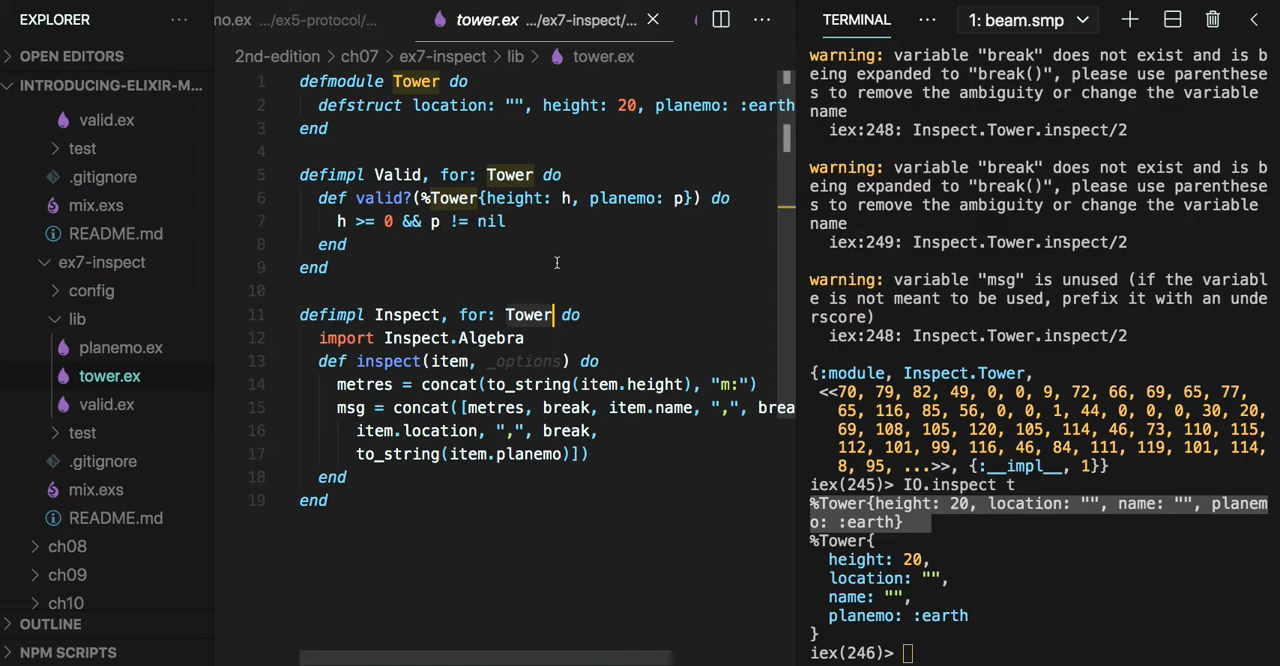 EXPLORER
OPEN EDITORS
INTRODUCING-ELIXIR-M...
valid.ex
test
.gitignore
mix.exs
README.md
ex7-inspect
config
lib
planemo.ex
tower.ex
valid.ex
test
.gitignore
mix.exs
README.md
ch08
ch09
ch10
OUTLINE
NPM SCRIPTS
mo.ex .../ex5-protocol/...
tower.ex .../ex7-inspect/...
2nd-edition > ch07 > ex7-inspect > lib > tower.ex
1 defmodule Tower do
2 defstruct location: "", height: 20, planemo: :earth
3 end
4
5 defimpl Valid, for: Tower do
6 def valid?(%Tower{height: h, planemo: p}) do
7 h >= 0 && p != nil
8 end
9 end
10
11 defimpl Inspect, for: Tower do
12 import Inspect.Algebra
13 def inspect(item, _options) do
14 metres = concat(to_string(item.height), "m:")
15 msg = concat([metres, break, item.name, ",", brea
16 item.location, ",", break,
17 to_string(item.planemo)])
18 end
19 end
TERMINAL
1: beam.smp
warning: variable "break" does not exist and is b
eing expanded to "break()", please use parenthese
s to remove the ambiguity or change the variable
name
iex:248: Inspect.Tower.inspect/2
warning: variable "break" does not exist and is b
eing expanded to "break()", please use parenthese
s to remove the ambiguity or change the variable
name
iex:249: Inspect.Tower.inspect/2
warning: variable "msg" is unused (if the variabl
e is not meant to be used, prefix it with an unde
rscore)
iex:248: Inspect.Tower.inspect/2
{:module, Inspect.Tower,
<<70, 79, 82, 49, 0, 0, 9, 72, 66, 69, 65, 77,
65, 116, 85, 56, 0, 0, 1, 44, 0, 0, 0, 30, 20,
69, 108, 105, 120, 105, 114, 46, 73, 110, 115,
112, 101, 99, 116, 46, 84, 111, 119, 101, 114,
8, 95, ...>>, {:__impl__, 1}}
iex(245)> IO.inspect t
%Tower{height: 20, location: "", name: "", planem
o: :earth}
%Tower{
height: 20,
location: "",
name: "",
planemo: :earth
}
iex(246)>